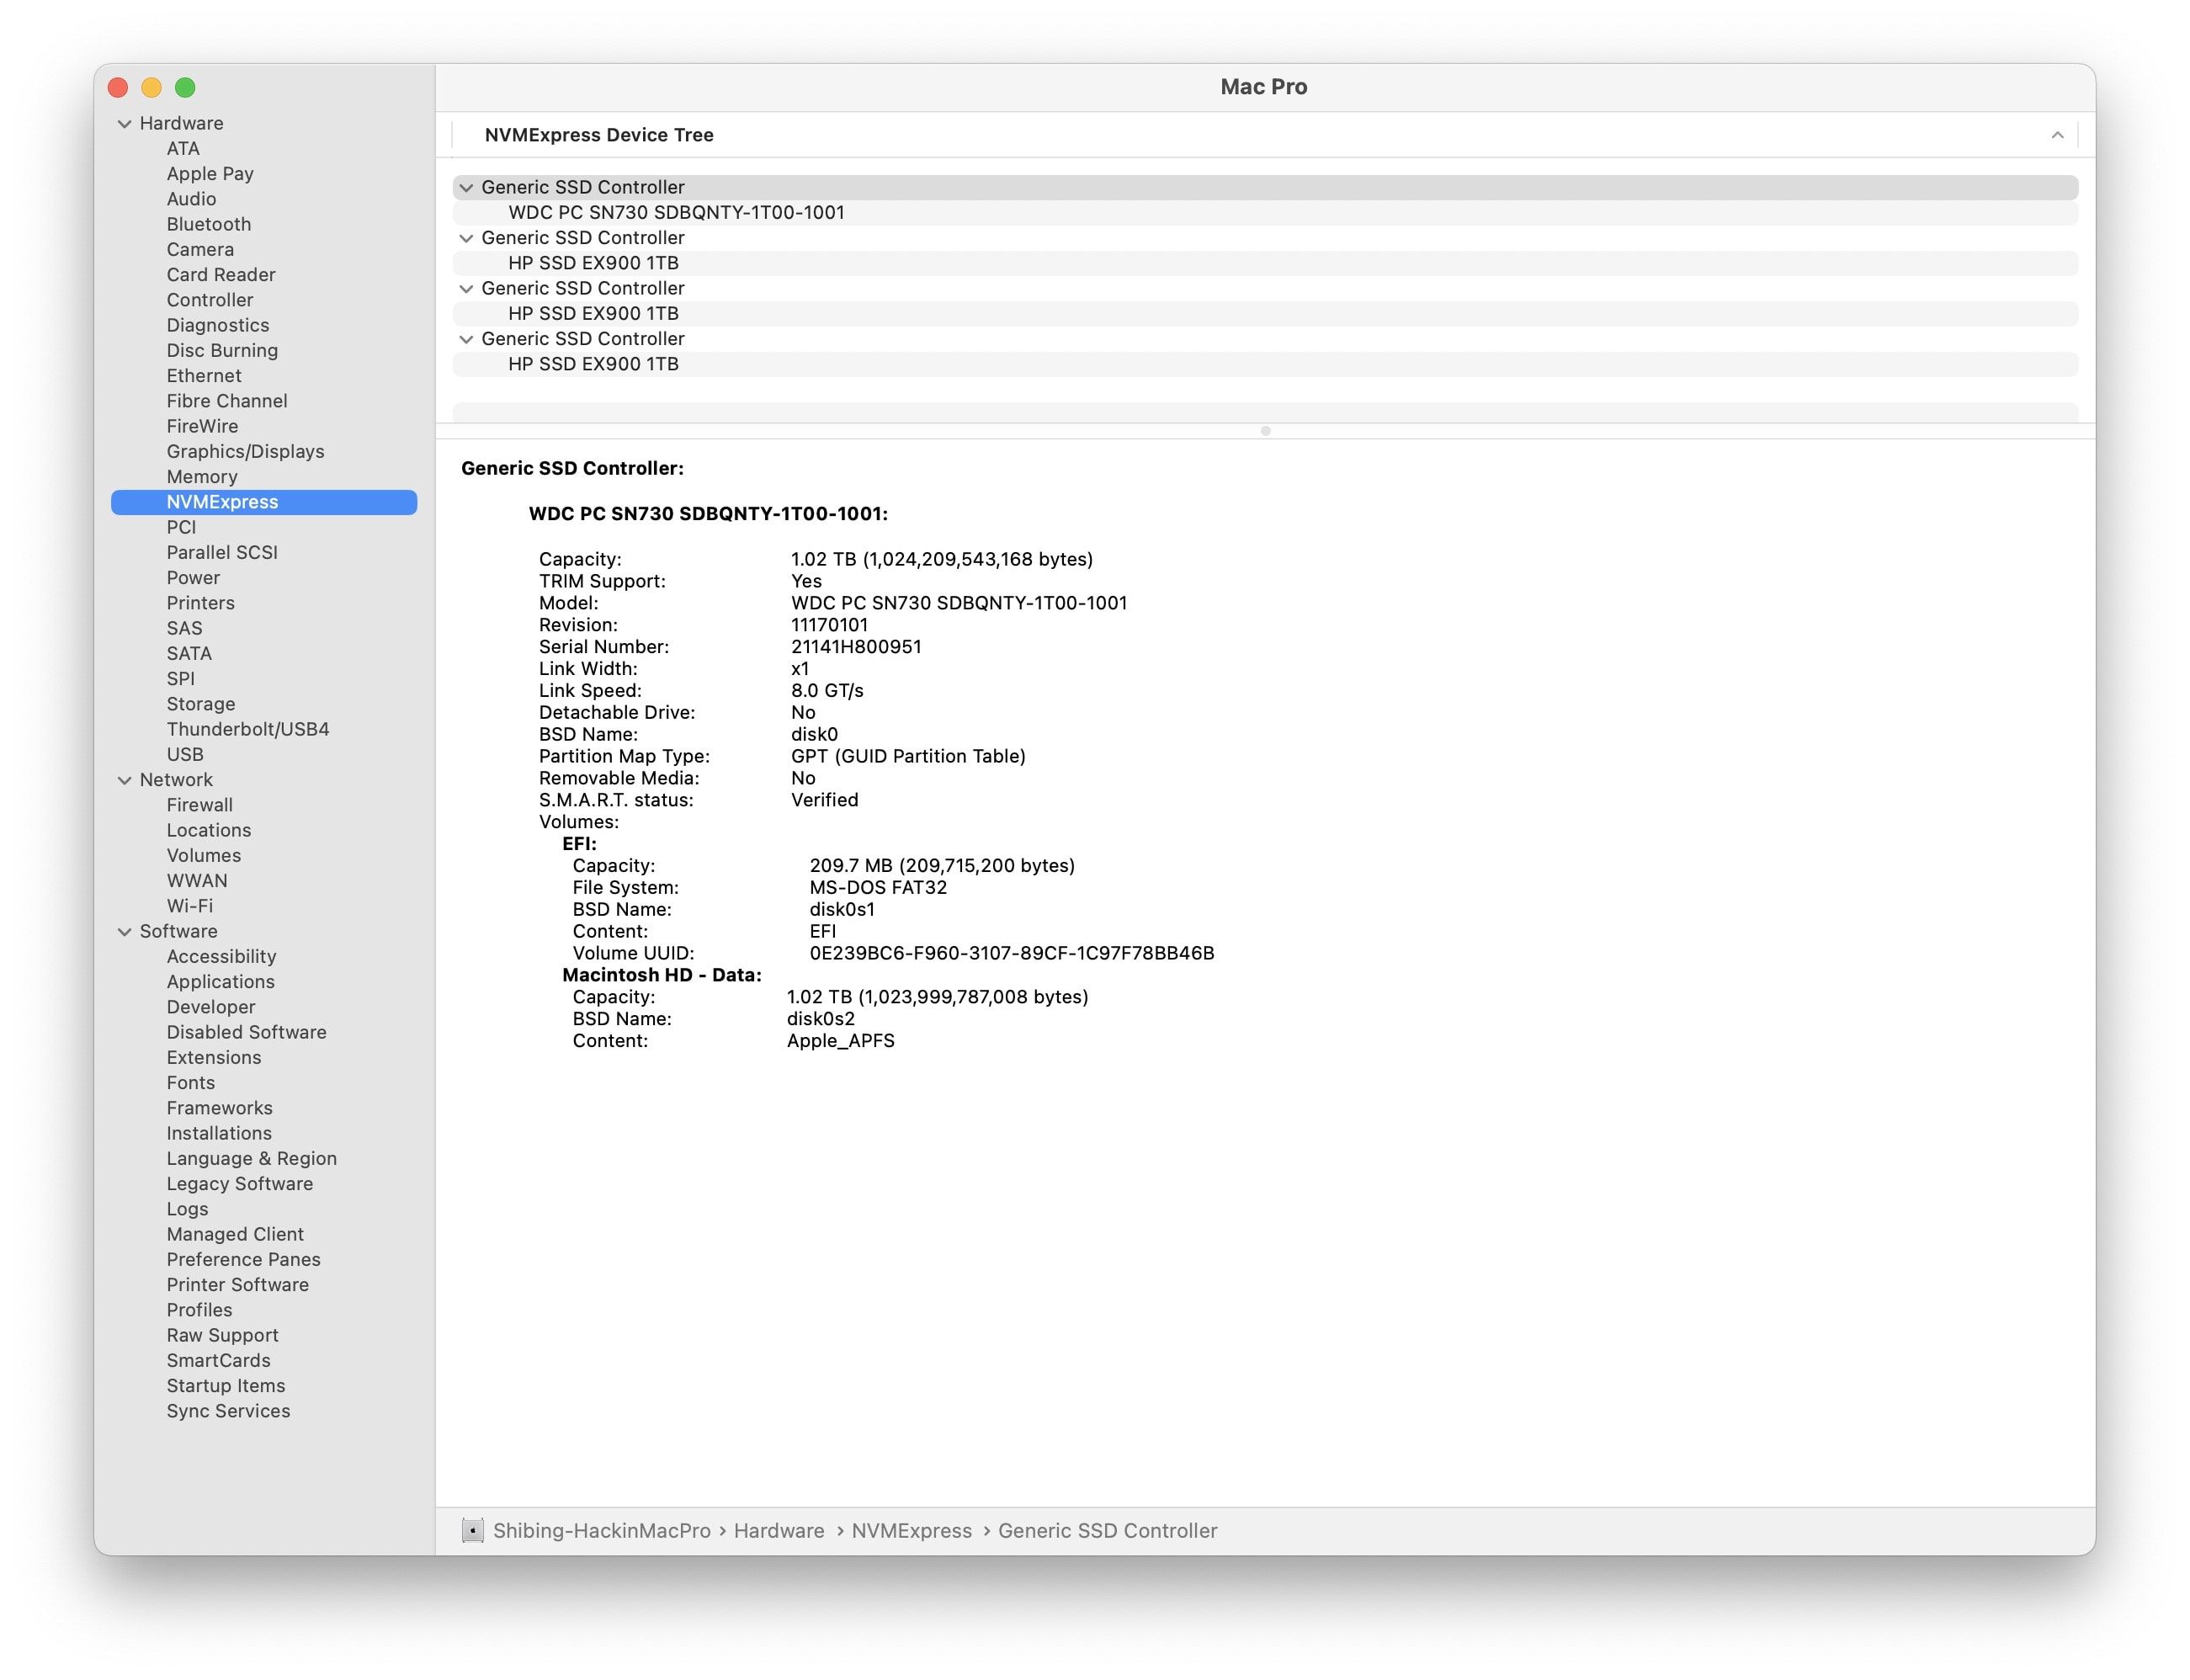 Mac Pro
Hardware
ATA
Apple Pay
Audio
Bluetooth
Camera
Card Reader
Controller
Diagnostics
Disc Burning
Ethernet
Fibre Channel
FireWire
Graphics/Displays
Memory
NVMExpress
PCI
Parallel SCSI
Power
Printers
SAS
SATA
SPI
Storage
Thunderbolt/USB4
USB
Network
Firewall
Locations
Volumes
WWAN
Wi-Fi
Software
Accessibility
Applications
Developer
Disabled Software
Extensions
Fonts
Frameworks
Installations
Language & Region
Legacy Software
Logs
Managed Client
Preference Panes
Printer Software
Profiles
Raw Support
SmartCards
Startup Items
Sync Services
NVMExpress Device Tree
Generic SSD Controller
WDC PC SN730 SDBQNTY-1T00-1001
Generic SSD Controller
HP SSD EX900 1TB
Generic SSD Controller
HP SSD EX900 1TB
Generic SSD Controller
HP SSD EX900 1TB
Generic SSD Controller:
WDC PC SN730 SDBQNTY-1T00-1001:
Capacity: 1.02 TB (1,024,209,543,168 bytes)
TRIM Support: Yes
Model: WDC PC SN730 SDBQNTY-1T00-1001
Revision: 11170101
Serial Number: 21141H800951
Link Width: x1
Link Speed: 8.0 GT/s
Detachable Drive: No
BSD Name: disk0
Partition Map Type: GPT (GUID Partition Table)
Removable Media: No
S.M.A.R.T. status: Verified
Volumes:
EFI:
Capacity: 209.7 MB (209,715,200 bytes)
File System: MS-DOS FAT32
BSD Name: disk0s1
Content: EFI
Volume UUID: 0E239BC6-F960-3107-89CF-1C97F78BB46B
Macintosh HD - Data:
Capacity: 1.02 TB (1,023,999,787,008 bytes)
BSD Name: disk0s2
Content: Apple_APFS
Shibing-HackinMacPro › Hardware › NVMExpress › Generic SSD Controller